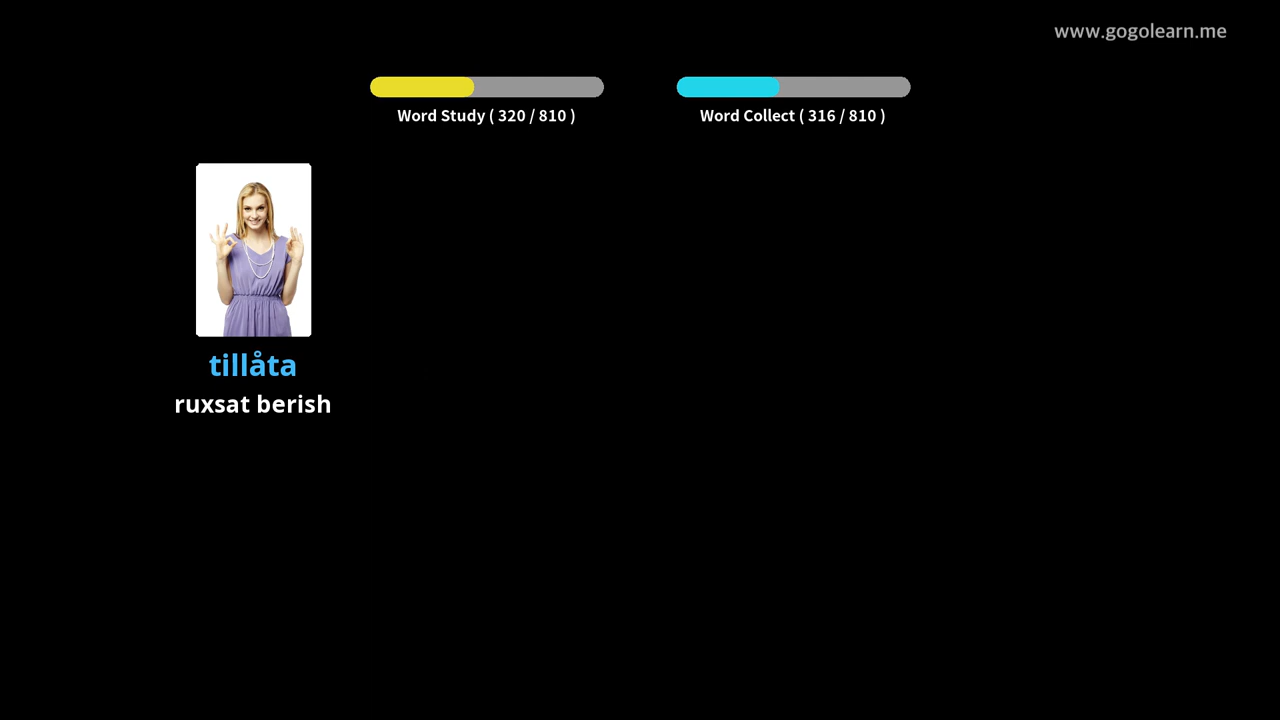 www.gogolearn.me
Word Study ( 320 / 810 )
Word Collect ( 316 / 810 )
tillåta
ruxsat berish